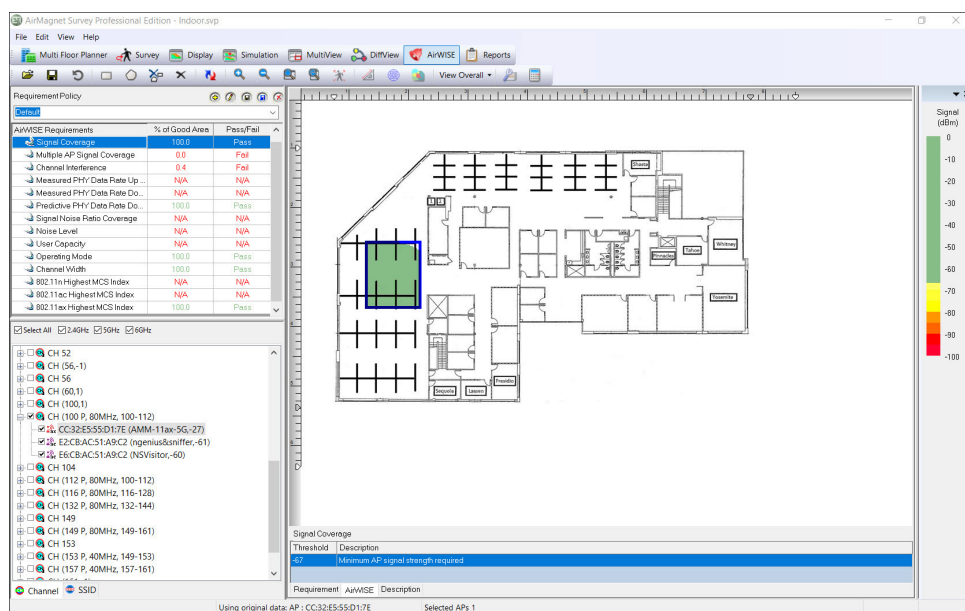 AirMagnet Survey Professional Edition - Indoor.svp
File Edit View Help
Multi Floor Planner Survey Display Simulation MultiView DiffView AirWISE Reports
View Overall
Requirement Policy
Default
AirWISE Requirements % of Good Area Pass/Fail
Signal Coverage 100.0 Pass
Multiple AP Signal Coverage 0.0 Fail
Channel Interference 0.4 Fail
Measured PHY Data Rate Up ... N/A N/A
Measured PHY Data Rate Do... N/A N/A
Predictive PHY Data Rate Do... 100.0 Pass
Signal Noise Ratio Coverage N/A N/A
Noise Level N/A N/A
User Capacity N/A N/A
Operating Mode 100.0 Pass
Channel Width 100.0 Pass
802.11n Highest MCS Index N/A N/A
802.11ac Highest MCS Index N/A N/A
802.11ax Highest MCS Index 100.0 Pass
Select All 2.4GHz 5GHz 6GHz
CH 52
CH (56,-1)
CH 56
CH (60,1)
CH (100,1)
CH (100 P, 80MHz, 100-112)
CC:32:E5:55:D1:7E (AMM-11ax-5G,-27)
E2:CB:AC:51:A9:C2 (ngenius&sniffer,-61)
E6:CB:AC:51:A9:C2 (NSVisitor,-60)
CH 104
CH (112 P, 80MHz, 100-112)
CH (116 P, 80MHz, 116-128)
CH (132 P, 80MHz, 132-144)
CH 149
CH (149 P, 80MHz, 149-161)
CH 153
CH (153 P, 40MHz, 149-153)
CH (157 P, 40MHz, 157-161)
Channel SSID
Shasta
Whitney
Tahoe
Pinnacles
Yosemite
Presidio
Sequoia Lassen
Signal Coverage
Threshold Description
-67 Minimum AP signal strength required
Requirement AirWISE Description
Signal
(dBm)
0
-10
-20
-30
-40
-50
-60
-70
-80
-90
-100
Using original data: AP : CC:32:E5:55:D1:7E Selected APs 1